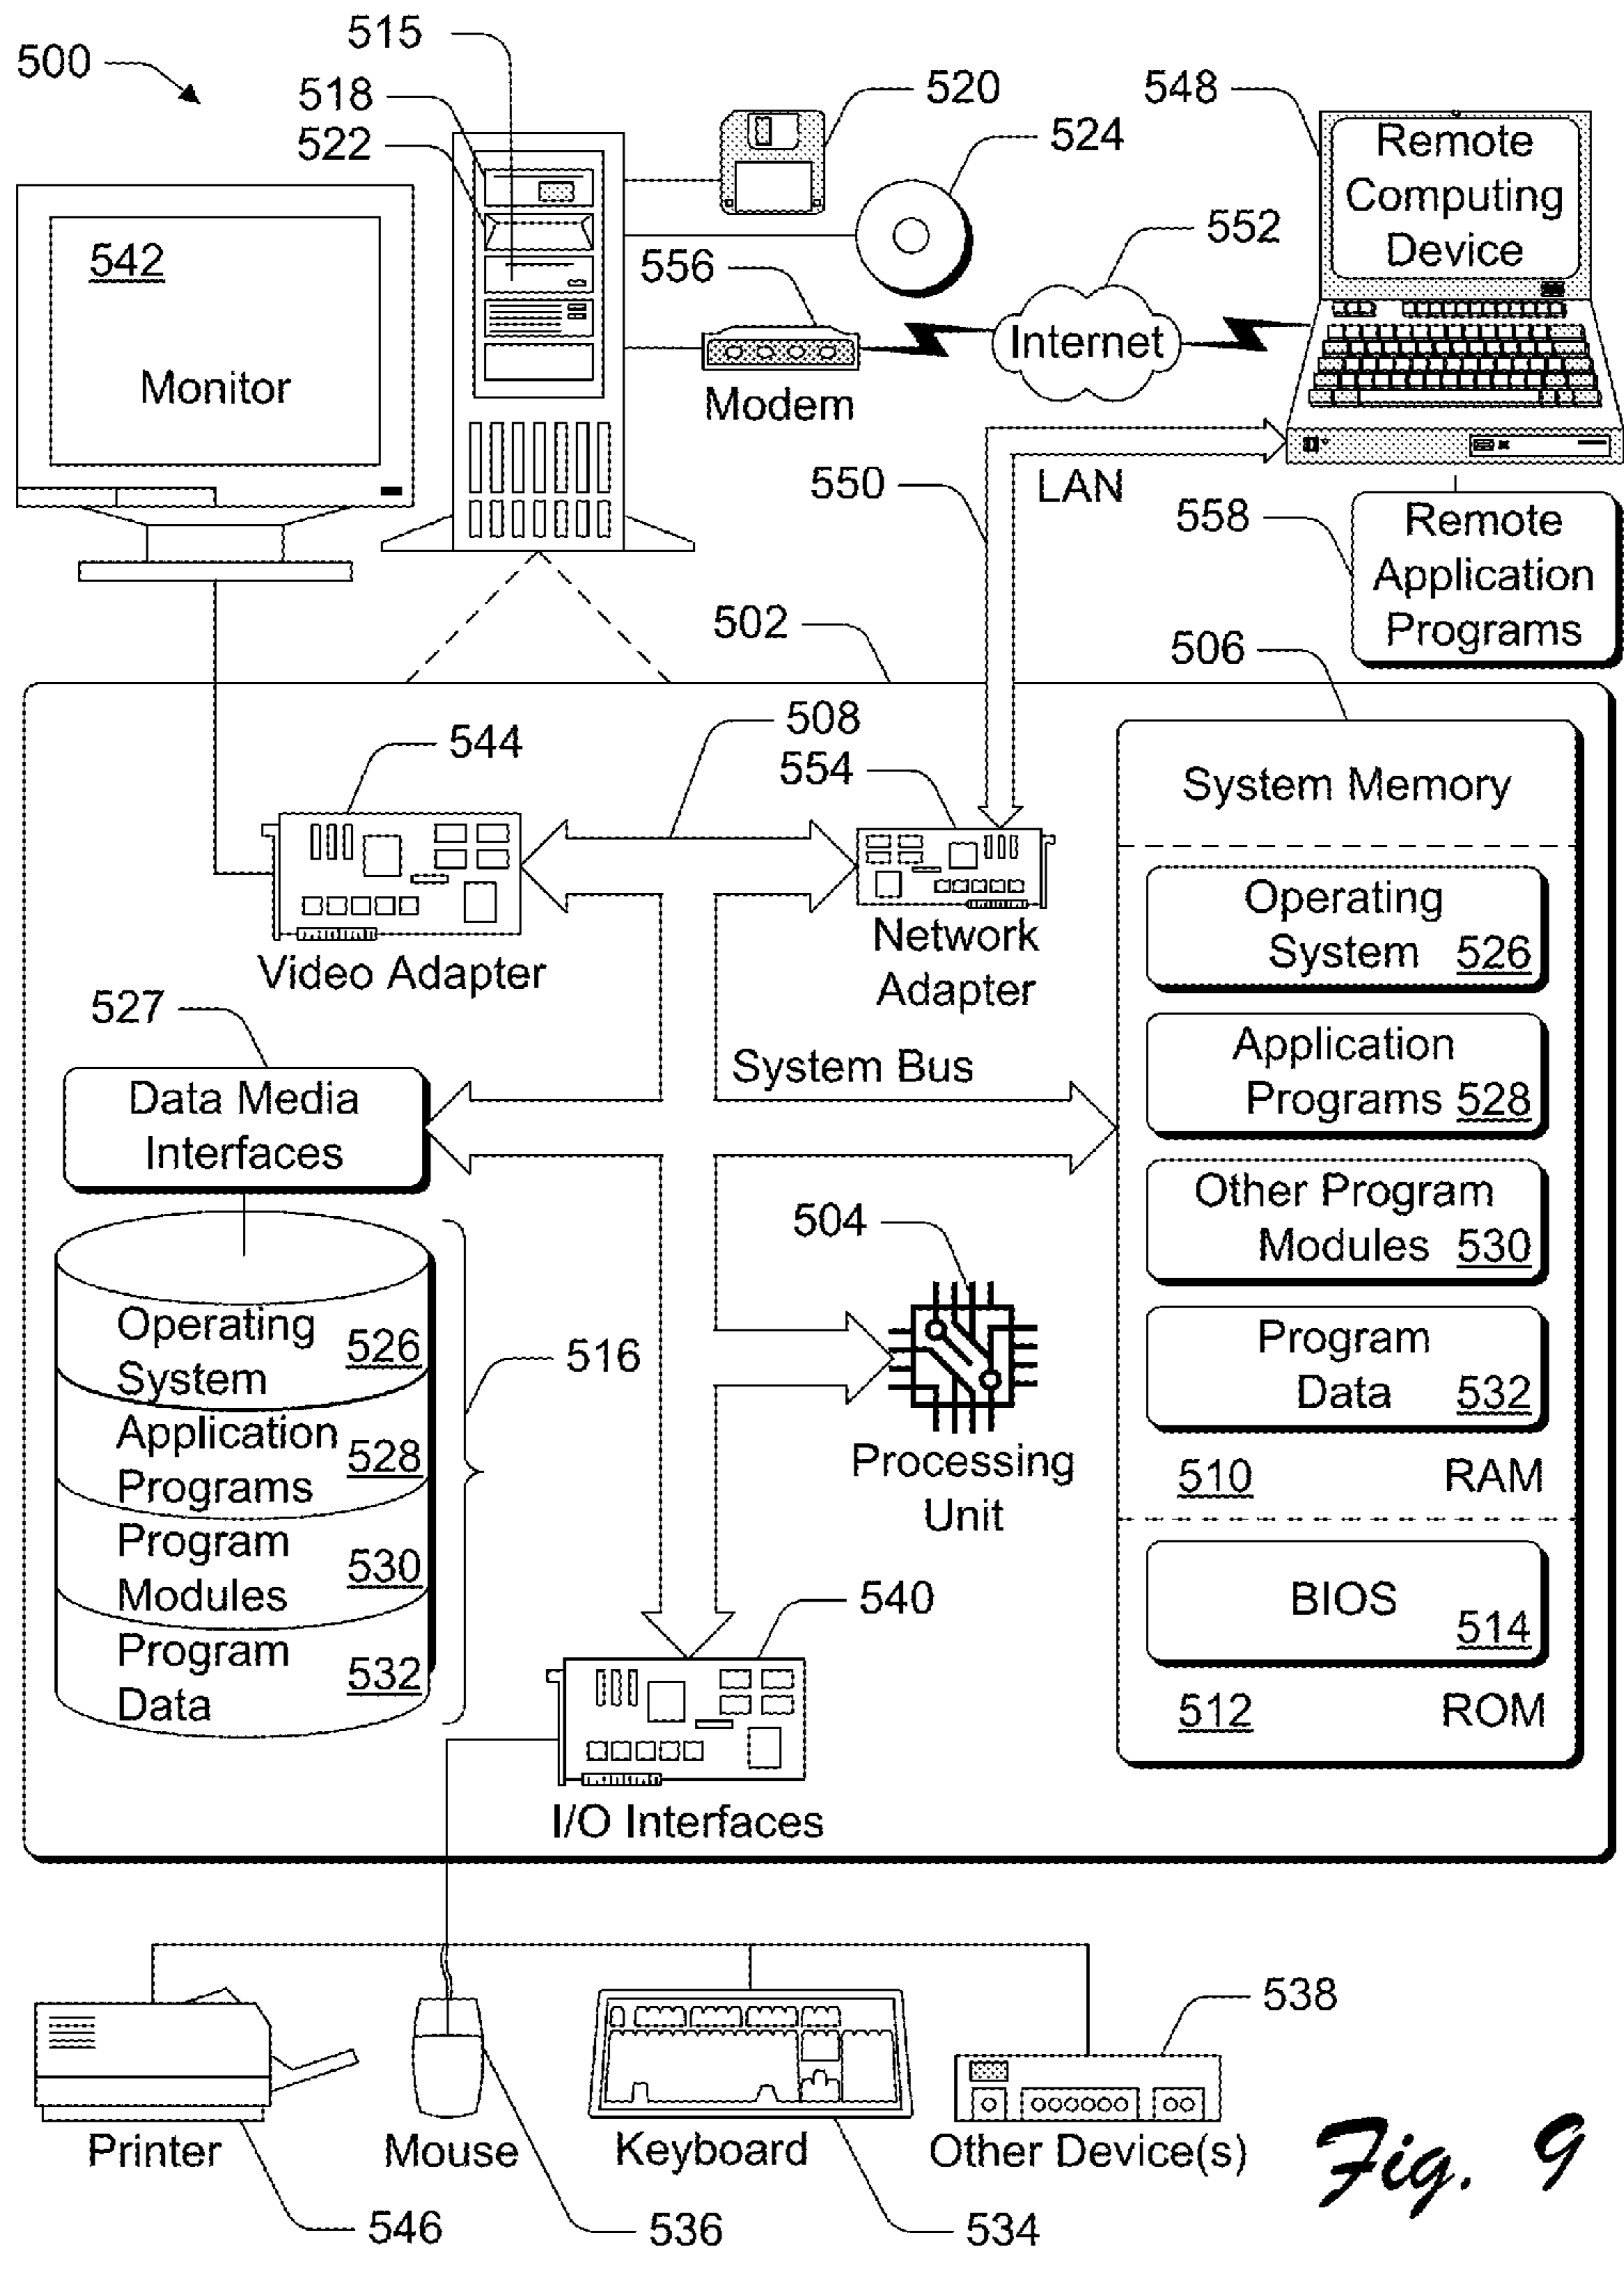 500
515
518
522
520
524
548
Remote
Computing
Device
542
Monitor
556
Modem
552
Internet
550
LAN
558
Remote
Application
Programs
502
506
508
544
554
Video Adapter
Network
Adapter
System Memory
Operating
System 526
Application
Programs 528
Other Program
Modules 530
Program
Data 532
510 RAM
BIOS
514
512 ROM
527
Data Media
Interfaces
System Bus
504
Processing
Unit
Operating
System 526
Application
Programs 528
Program
Modules 530
Program
Data 532
516
540
I/O Interfaces
538
Printer
Mouse
Keyboard
Other Device(s)
546
536
534
Fig. 9